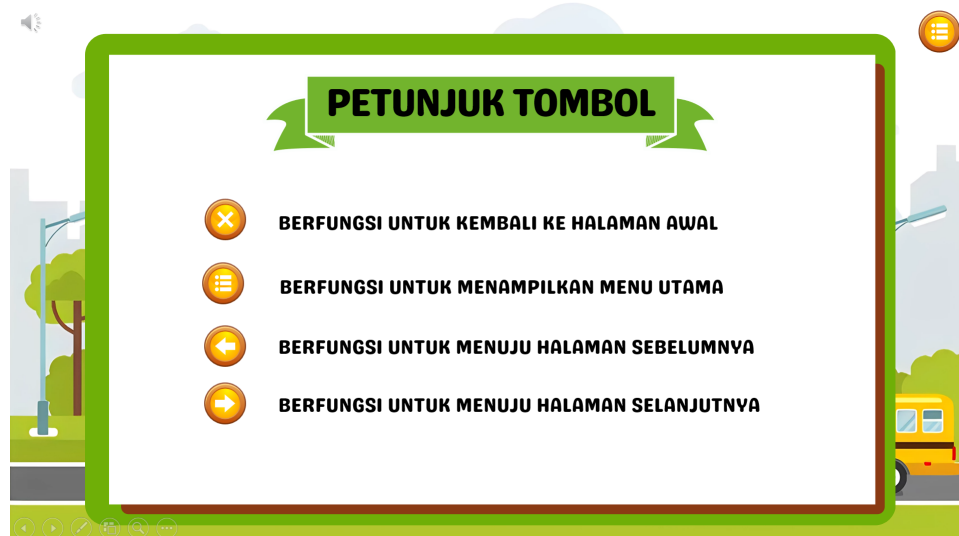 PETUNJUK TOMBOL
BERFUNGSI UNTUK KEMBALI KE HALAMAN AWAL
BERFUNGSI UNTUK MENAMPILKAN MENU UTAMA
BERFUNGSI UNTUK MENUJU HALAMAN SEBELUMNYA
BERFUNGSI UNTUK MENUJU HALAMAN SELANJUTNYA